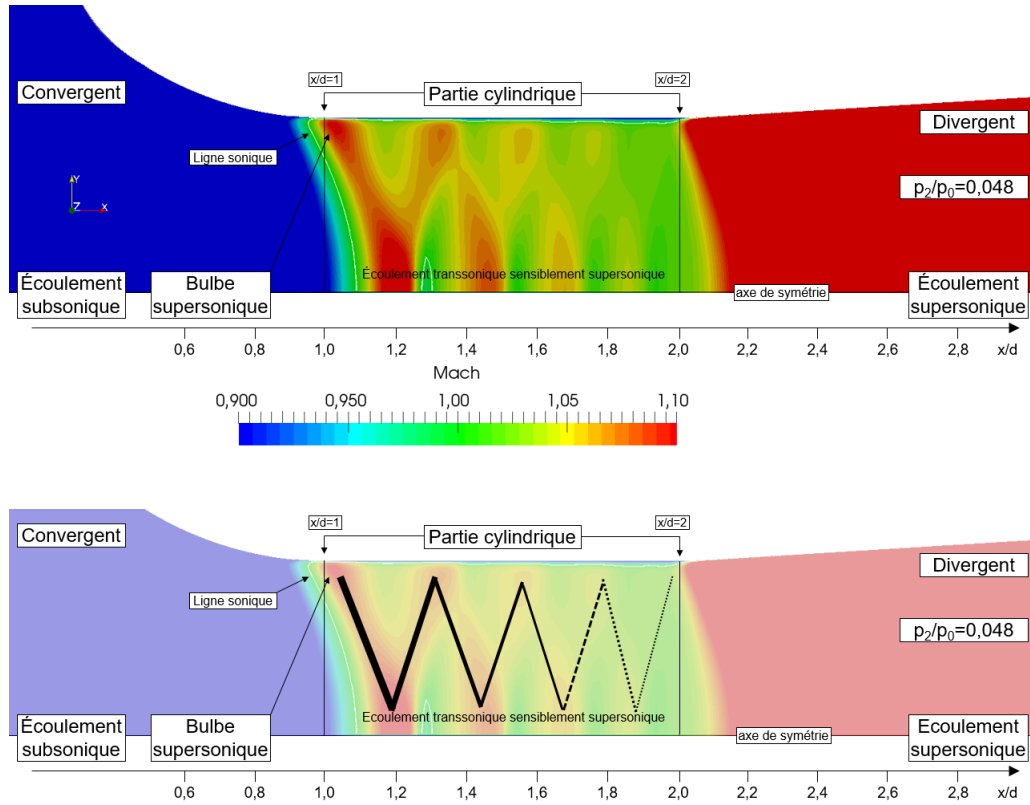 x/d=1
x/d=2
Convergent
Partie cylindrique
Divergent
Ligne sonique
p₂/p₀=0,048
Y
Z
X
Écoulement transsonique sensiblement supersonique
Écoulement
subsonique
Bulbe
supersonique
axe de symétrie
Écoulement
supersonique
0,6 0,8 1,0 1,2 1,4 1,6 1,8 2,0 2,2 2,4 2,6 2,8 x/d
Mach
0,900 0,950 1,00 1,05 1,10
x/d=1
x/d=2
Convergent
Partie cylindrique
Divergent
Ligne sonique
p₂/p₀=0,048
Ecoulement transsonique sensiblement supersonique
Écoulement
subsonique
Bulbe
supersonique
axe de symétrie
Ecoulement
supersonique
0,6 0,8 1,0 1,2 1,4 1,6 1,8 2,0 2,2 2,4 2,6 2,8 x/d